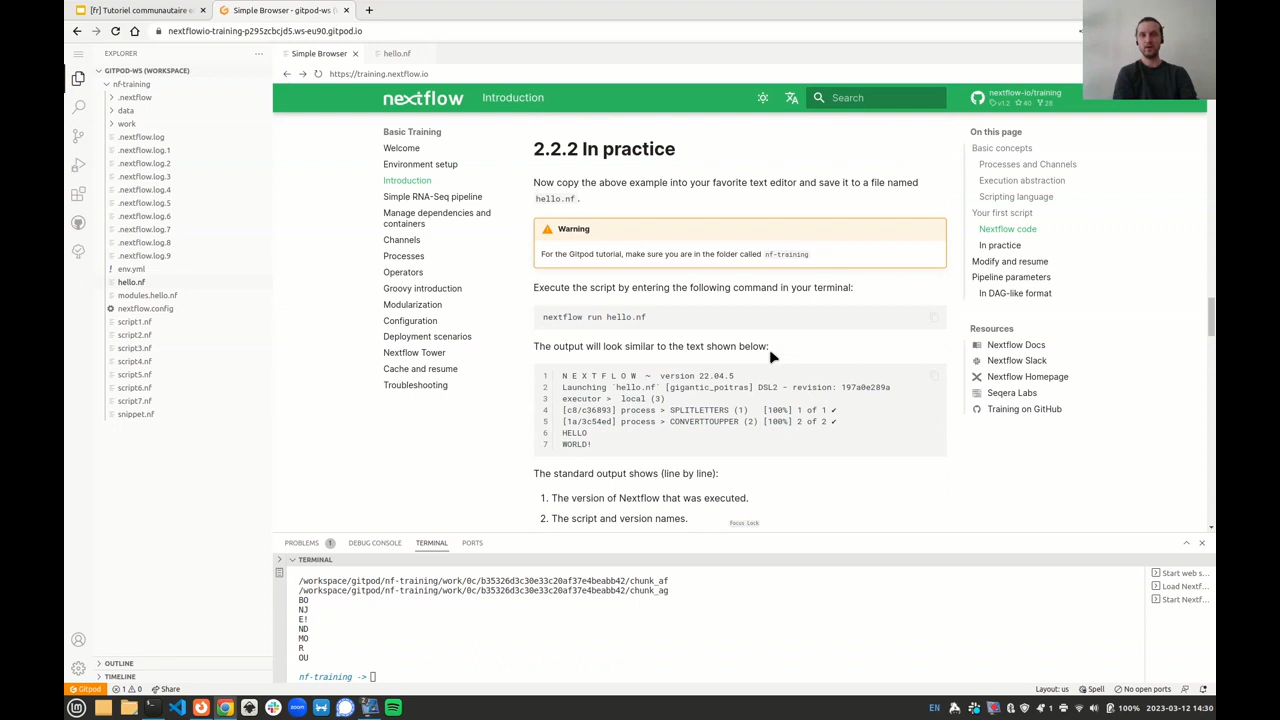 [fr] Tutoriel communautaire e
Simple Browser - gitpod-ws (
nextflowio-training-p295zcbcjd5.ws-eu90.gitpod.io
EXPLORER
Simple Browser
hello.nf
GITPOD-WS (WORKSPACE)
https://training.nextflow.io
nf-training
.nextflow
data
work
.nextflow.log
.nextflow.log.1
.nextflow.log.2
.nextflow.log.3
.nextflow.log.4
.nextflow.log.5
.nextflow.log.6
.nextflow.log.7
.nextflow.log.8
.nextflow.log.9
env.yml
hello.nf
modules.hello.nf
nextflow.config
script1.nf
script2.nf
script3.nf
script4.nf
script5.nf
script6.nf
script7.nf
snippet.nf
OUTLINE
TIMELINE
nextflow
Introduction
Search
nextflow-io/training
v1.2 40 28
Basic Training
Welcome
Environment setup
Introduction
Simple RNA-Seq pipeline
Manage dependencies and
containers
Channels
Processes
Operators
Groovy introduction
Modularization
Configuration
Deployment scenarios
Nextflow Tower
Cache and resume
Troubleshooting
2.2.2 In practice
Now copy the above example into your favorite text editor and save it to a file named
hello.nf.
Warning
For the Gitpod tutorial, make sure you are in the folder called nf-training
Execute the script by entering the following command in your terminal:
nextflow run hello.nf
The output will look similar to the text shown below:
1 N E X T F L O W ~ version 22.04.5
2 Launching `hello.nf` [gigantic_poitras] DSL2 - revision: 197a0e289a
3 executor > local (3)
4 [c8/c36893] process > SPLITLETTERS (1) [100%] 1 of 1 ✔
5 [1a/3c54ed] process > CONVERTTOUPPER (2) [100%] 2 of 2 ✔
6 HELLO
7 WORLD!
The standard output shows (line by line):
1. The version of Nextflow that was executed.
2. The script and version names.
Focus Lock
On this page
Basic concepts
Processes and Channels
Execution abstraction
Scripting language
Your first script
Nextflow code
In practice
Modify and resume
Pipeline parameters
In DAG-like format
Resources
Nextflow Docs
Nextflow Slack
Nextflow Homepage
Seqera Labs
Training on GitHub
PROBLEMS 1 DEBUG CONSOLE TERMINAL PORTS
TERMINAL
/workspace/gitpod/nf-training/work/0c/b35326d3c30e33c20af37e4beabb42/chunk_af
/workspace/gitpod/nf-training/work/0c/b35326d3c30e33c20af37e4beabb42/chunk_ag
BO
NJ
E!
ND
MO
R
OU
nf-training ->
Start web s...
Load Nextf...
Start Nextf...
Gitpod 1 0 Share
Layout: us Spell No open ports
EN 1 100% 2023-03-12 14:30